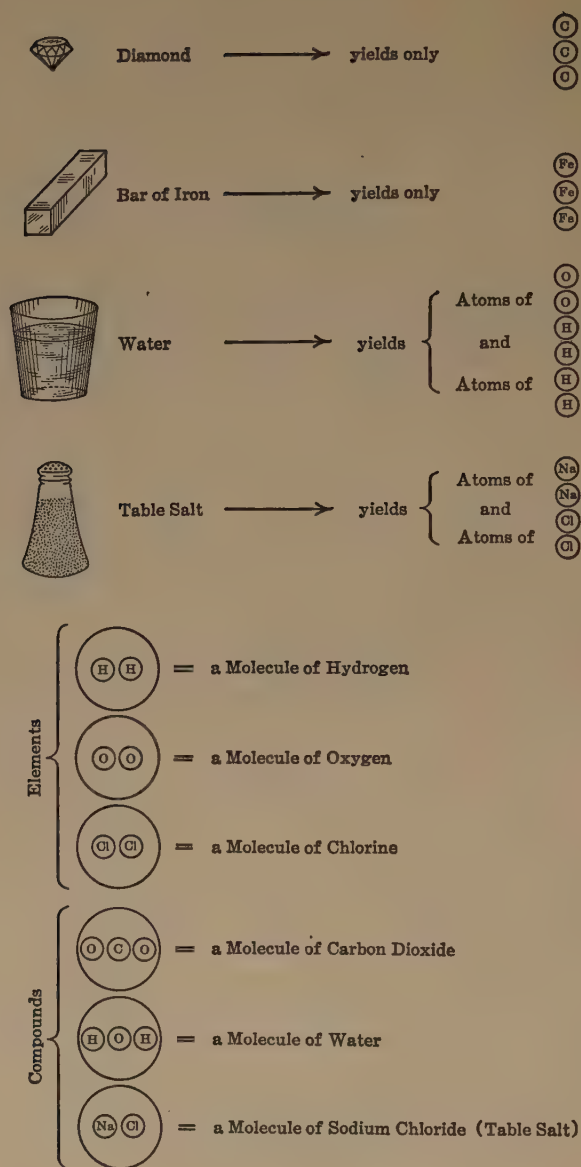 Diamond yields only C
C
C
Bar of Iron yields only Fe
Fe
Fe
O
Atoms of O
H
Water yields and H
Atoms of H
H
Atoms of Na
Na
Table Salt yields and Cl
Atoms of Cl
Elements
H H = a Molecule of Hydrogen
O O = a Molecule of Oxygen
Cl Cl = a Molecule of Chlorine
Compounds
O C O = a Molecule of Carbon Dioxide
H O H = a Molecule of Water
Na Cl = a Molecule of Sodium Chloride (Table Salt)